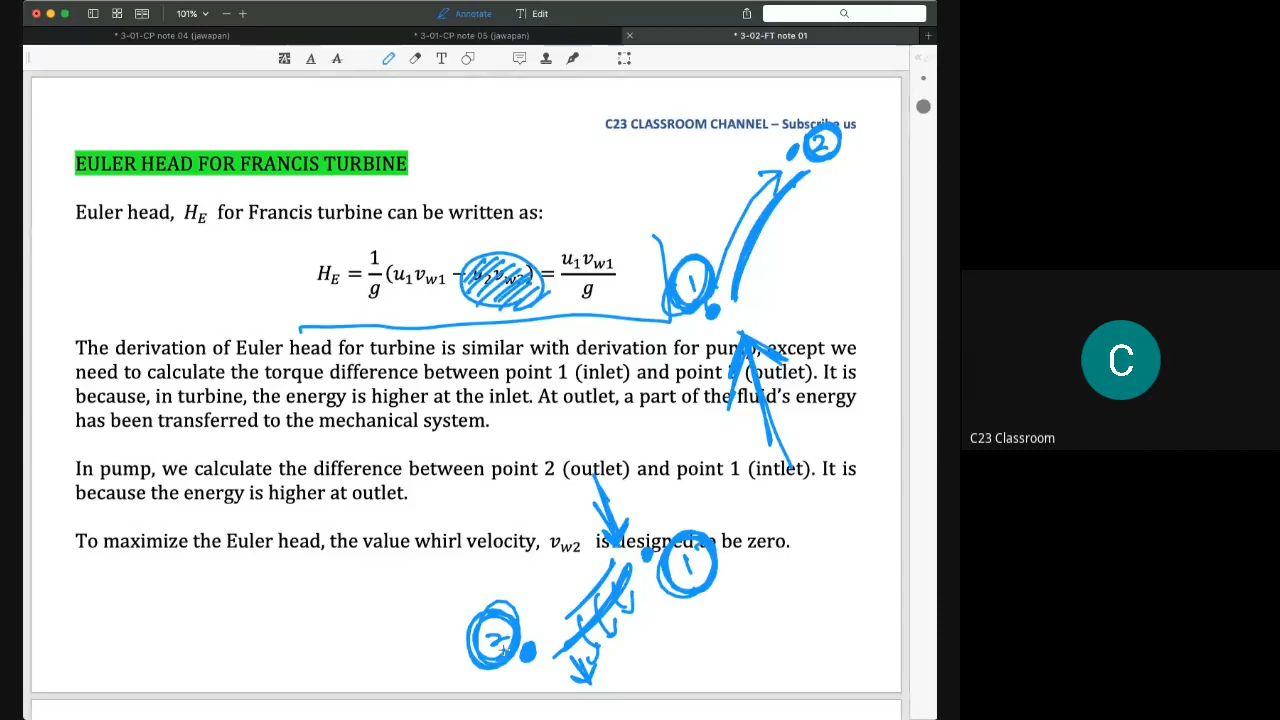 101%
Annotate
Edit
* 3-01-CP note 04 (jawapan)
* 3-01-CP note 05 (jawapan)
* 3-02-FT note 01
C23 CLASSROOM CHANNEL – Subscribe us
2
EULER HEAD FOR FRANCIS TURBINE
Euler head, H_E for Francis turbine can be written as:
H_E = 1/g (u₁v_w1 − u₂v_w2) = u₁v_w1/g
1
The derivation of Euler head for turbine is similar with derivation for pump, except we
need to calculate the torque difference between point 1 (inlet) and point 2 (outlet). It is
because, in turbine, the energy is higher at the inlet. At outlet, a part of the fluid's energy
has been transferred to the mechanical system.
In pump, we calculate the difference between point 2 (outlet) and point 1 (intlet). It is
because the energy is higher at outlet.
To maximize the Euler head, the value whirl velocity, v_w2 is designed to be zero.
1
2
C
C23 Classroom